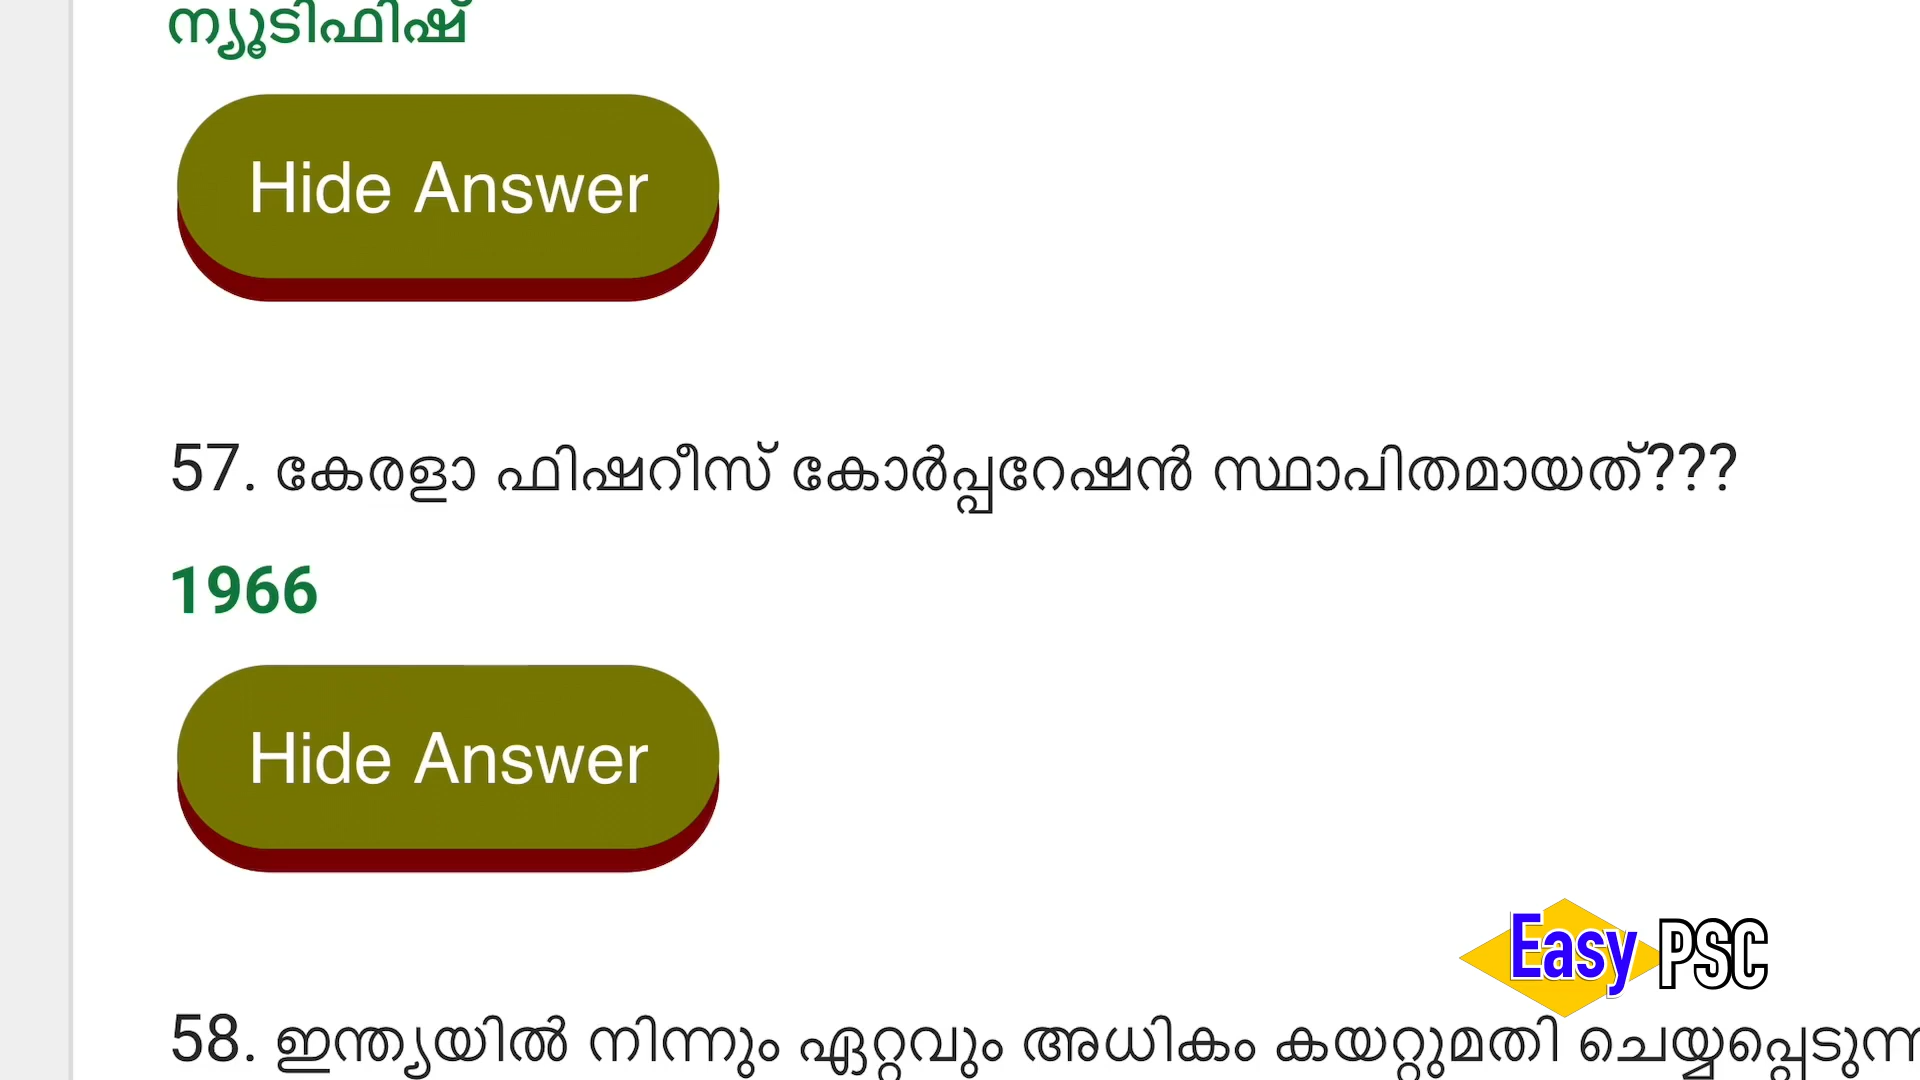 ന്യൂടിഫിഷ്
Hide Answer
57. കേരളാ ഫിഷറീസ് കോർപ്പറേഷൻ സ്ഥാപിതമായത്???
1966
Hide Answer
Easy PSC
58. ഇന്ത്യയിൽ നിന്നും ഏറ്റവും അധികം കയറ്റുമതി ചെയ്യപ്പെടുന്ന